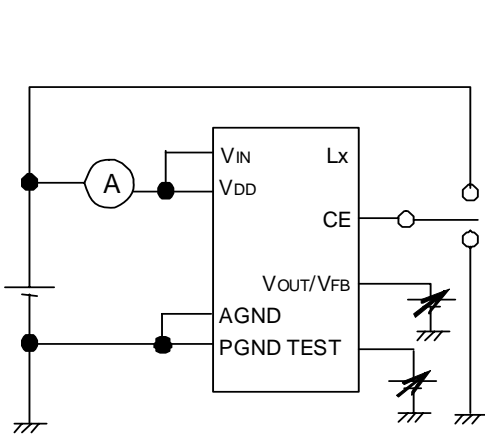 VIN Lx
A
VDD
CE
VOUT/VFB
AGND
PGND TEST